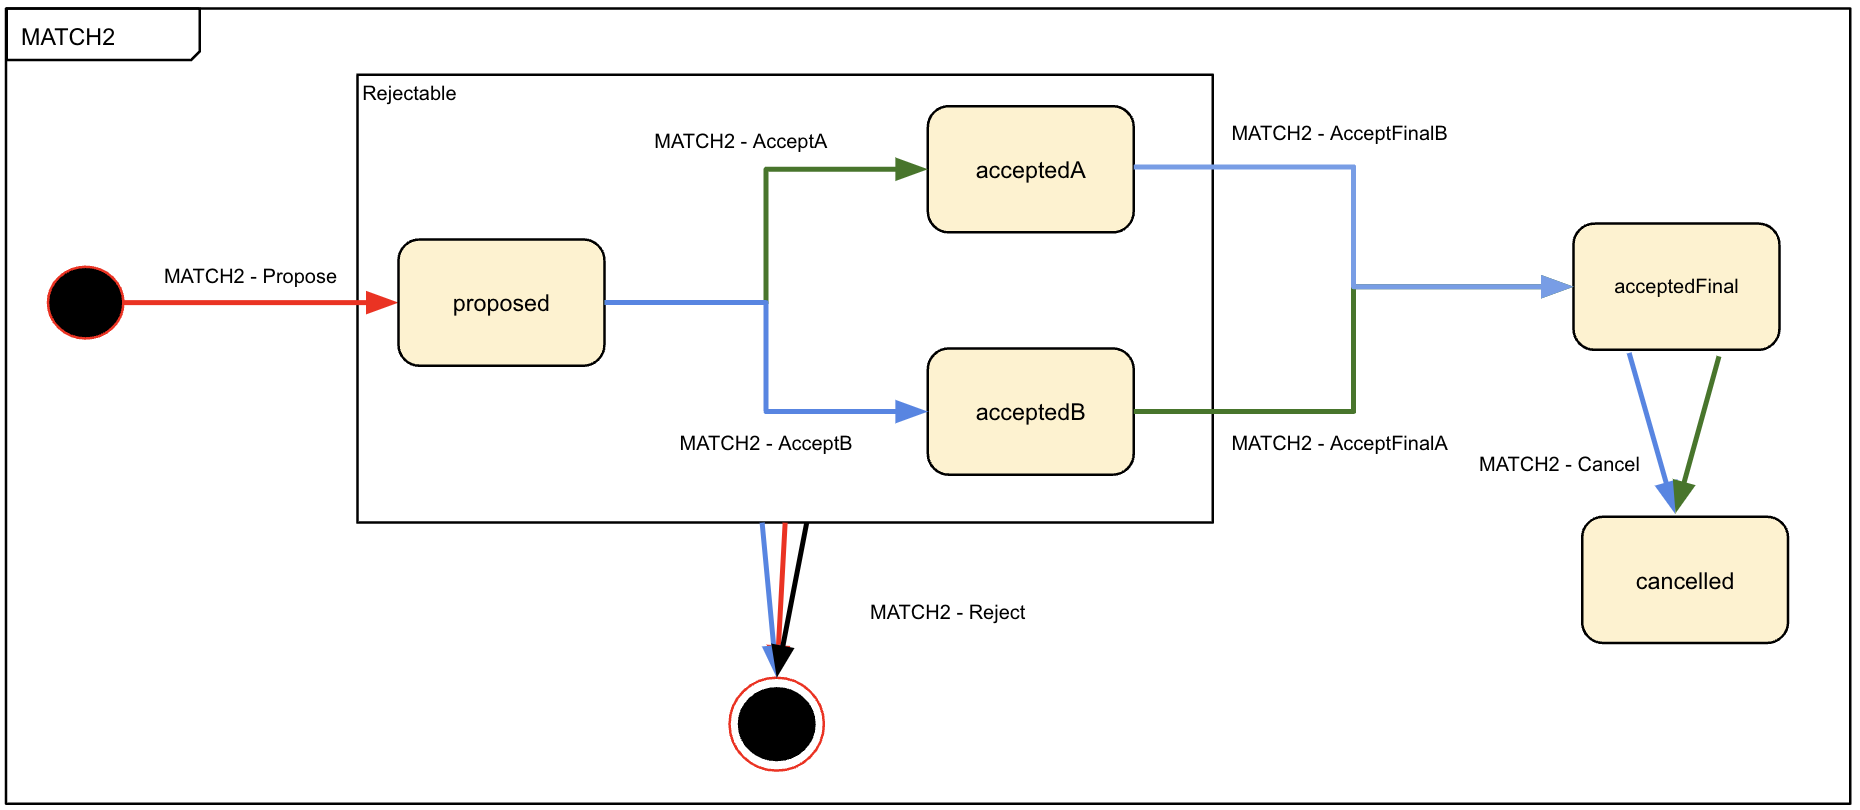 MATCH2
Rejectable
MATCH2 - AcceptA
acceptedA
MATCH2 - AcceptFinalB
MATCH2 - Propose
proposed
acceptedFinal
acceptedB
MATCH2 - AcceptB
MATCH2 - AcceptFinalA
MATCH2 - Cancel
cancelled
MATCH2 - Reject